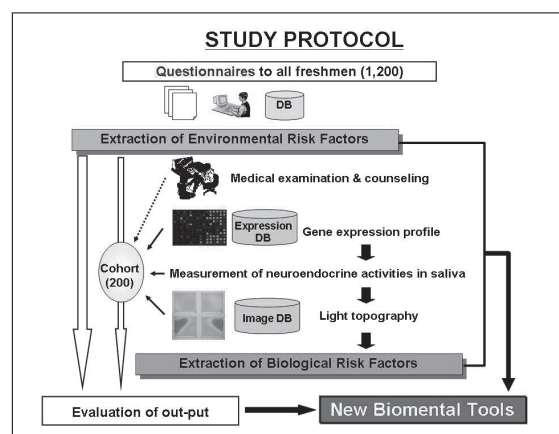 STUDY PROTOCOL
Questionnaires to all freshmen (1,200)
DB
Extraction of Environmental Risk Factors
Medical examination & counseling
Expression
DB
Gene expression profile
Cohort
(200)
Measurement of neuroendocrine activities in saliva
Image DB
Light topography
Extraction of Biological Risk Factors
Evaluation of out-put
New Biomental Tools